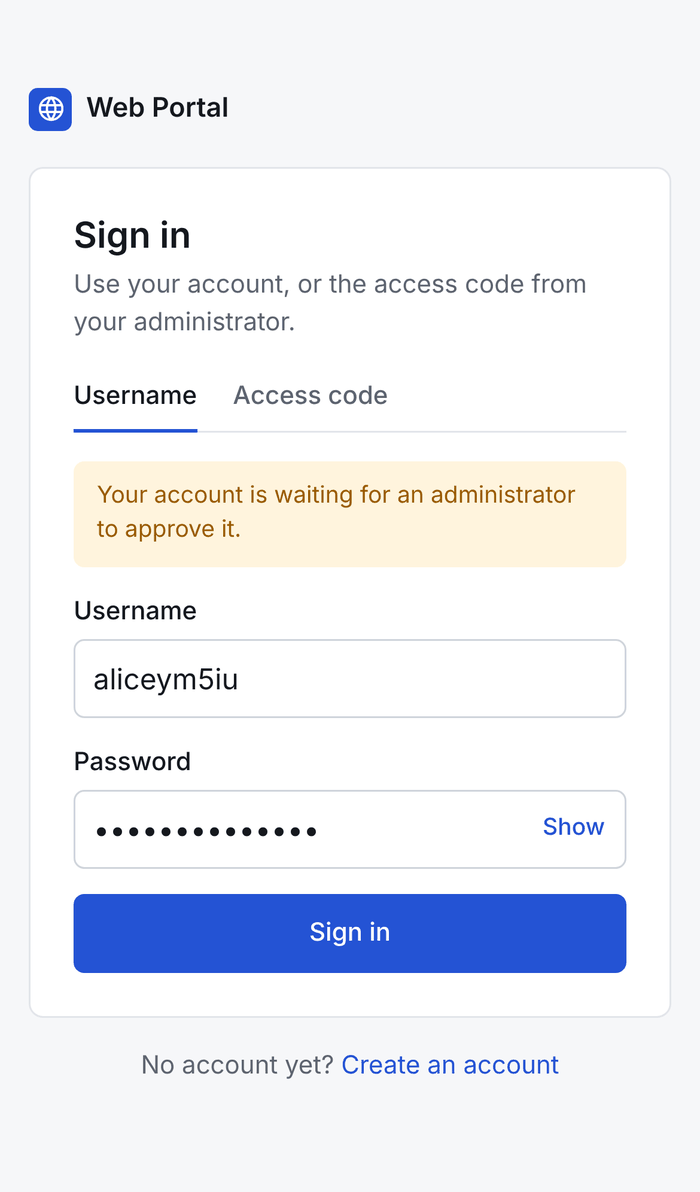 Web Portal
Sign in
Use your account, or the access code from
your administrator.
Username
Access code
Your account is waiting for an administrator
to approve it.
Username
aliceym5iu
Password
••••••••••••••
Show
Sign in
No account yet? Create an account